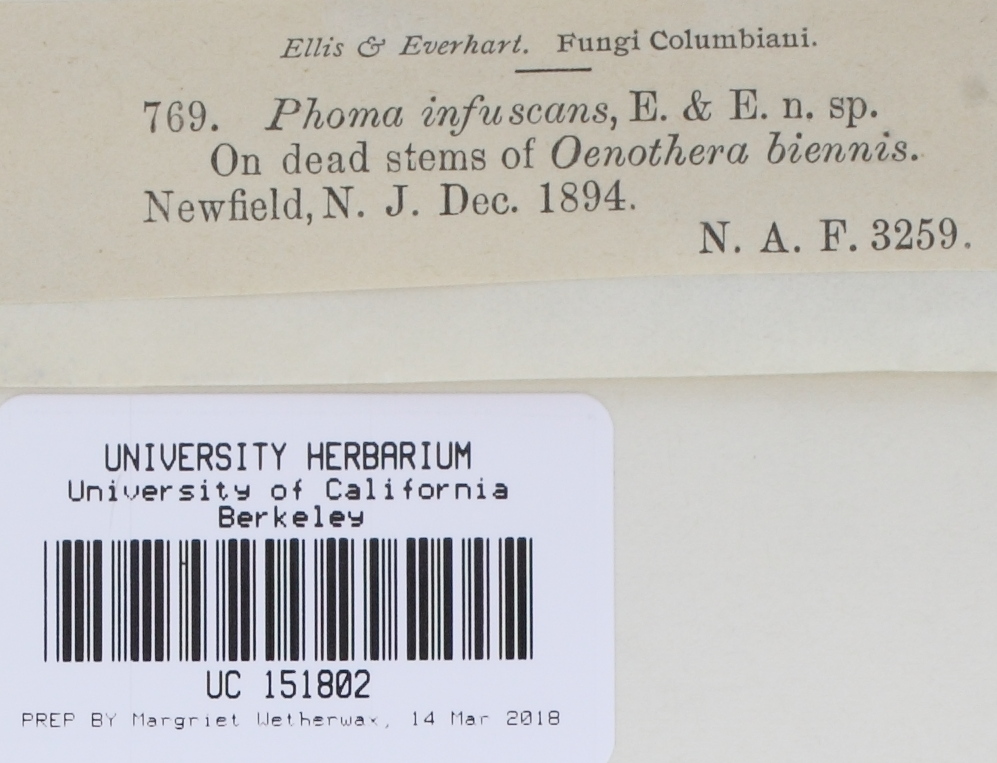 Ellis & Everhart. Fungi Columbiani.
769. Phoma infuscans, E. & E. n. sp.
On dead stems of Oenothera biennis.
Newfield, N. J. Dec. 1894.
N. A. F. 3259.
UNIVERSITY HERBARIUM
University of California
Berkeley
UC 151802
PREP BY Margriet Wetherwax, 14 Mar 2018